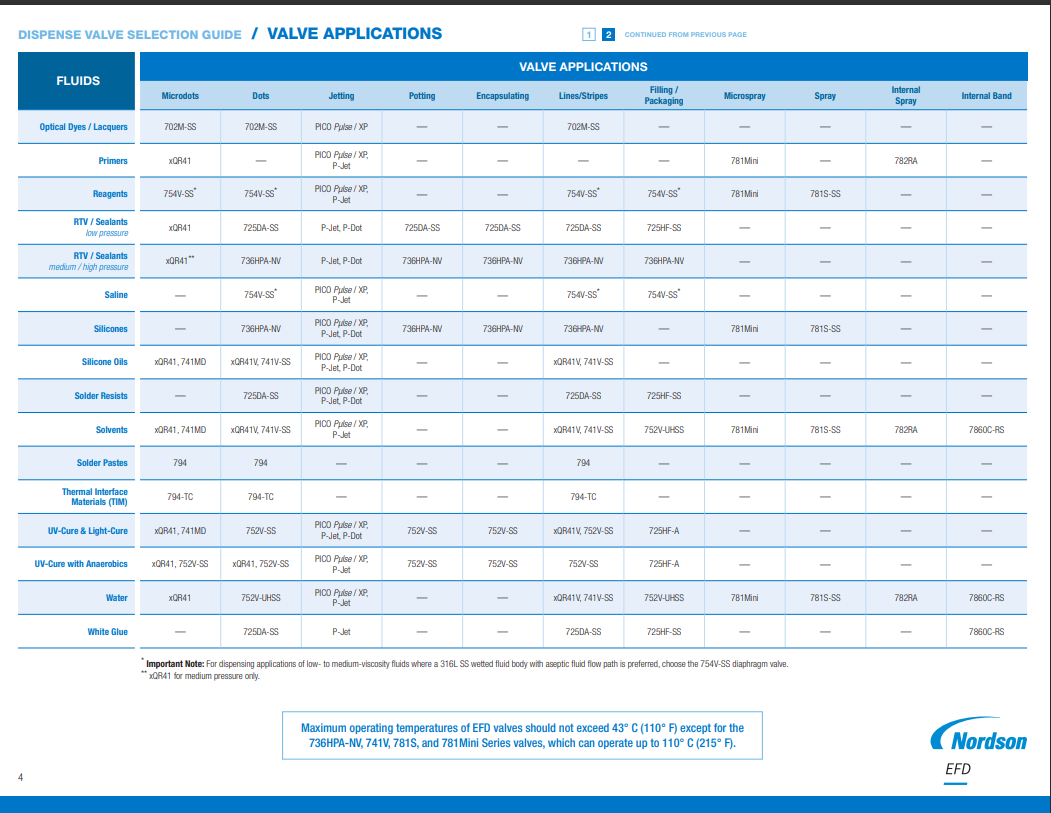 DISPENSE VALVE SELECTION GUIDE / VALVE APPLICATIONS
1 2 CONTINUED FROM PREVIOUS PAGE
FLUIDS
VALVE APPLICATIONS
Microdots Dots Jetting Potting Encapsulating Lines/Stripes Filling / Packaging Microspray Spray Internal Spray Internal Band
Optical Dyes / Lacquers 702M-SS 702M-SS PICO Pµlse / XP — — 702M-SS — — — — —
Primers xQR41 — PICO Pµlse / XP, P-Jet — — — — 781Mini — 782RA —
Reagents 754V-SS* 754V-SS* PICO Pµlse / XP, P-Jet — — 754V-SS* 754V-SS* 781Mini 781S-SS — —
RTV / Sealants low pressure xQR41 725DA-SS P-Jet, P-Dot 725DA-SS 725DA-SS 725DA-SS 725HF-SS — — — —
RTV / Sealants medium / high pressure xQR41** 736HPA-NV P-Jet, P-Dot 736HPA-NV 736HPA-NV 736HPA-NV 736HPA-NV — — — —
Saline — 754V-SS* PICO Pµlse / XP, P-Jet — — 754V-SS* 754V-SS* — — — —
Silicones — 736HPA-NV PICO Pµlse / XP, P-Jet, P-Dot 736HPA-NV 736HPA-NV 736HPA-NV — 781Mini 781S-SS — —
Silicone Oils xQR41, 741MD xQR41V, 741V-SS PICO Pµlse / XP, P-Jet, P-Dot — — xQR41V, 741V-SS — — — — —
Solder Resists — 725DA-SS PICO Pµlse / XP, P-Jet, P-Dot — — 725DA-SS 725HF-SS — — — —
Solvents xQR41, 741MD xQR41V, 741V-SS PICO Pµlse / XP, P-Jet — — xQR41V, 741V-SS 752V-UHSS 781Mini 781S-SS 782RA 7860C-RS
Solder Pastes 794 794 — — — 794 — — — — —
Thermal Interface Materials (TIM) 794-TC 794-TC — — — 794-TC — — — — —
UV-Cure & Light-Cure xQR41, 741MD 752V-SS PICO Pµlse / XP, P-Jet, P-Dot 752V-SS 752V-SS xQR41V, 752V-SS 725HF-A — — — —
UV-Cure with Anaerobics xQR41, 752V-SS xQR41, 752V-SS PICO Pµlse / XP, P-Jet 752V-SS 752V-SS 752V-SS 725HF-A — — — —
Water xQR41 752V-UHSS PICO Pµlse / XP, P-Jet — — xQR41V, 741V-SS 752V-UHSS 781Mini 781S-SS 782RA 7860C-RS
White Glue — 725DA-SS P-Jet — — 725DA-SS 725HF-SS — — — 7860C-RS
* Important Note: For dispensing applications of low- to medium-viscosity fluids where a 316L SS wetted fluid body with aseptic fluid flow path is preferred, choose the 754V-SS diaphragm valve.
** xQR41 for medium pressure only.
Maximum operating temperatures of EFD valves should not exceed 43° C (110° F) except for the
736HPA-NV, 741V, 781S, and 781Mini Series valves, which can operate up to 110° C (215° F).
Nordson
EFD
4